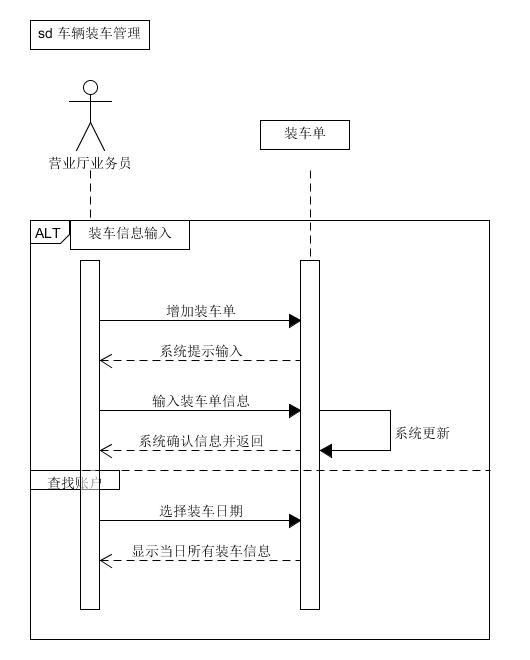 sd 车辆装车管理
营业厅业务员
装车单
ALT
装车信息输入
增加装车单
系统提示输入
输入装车单信息
系统确认信息并返回
系统更新
查找账户
选择装车日期
显示当日所有装车信息